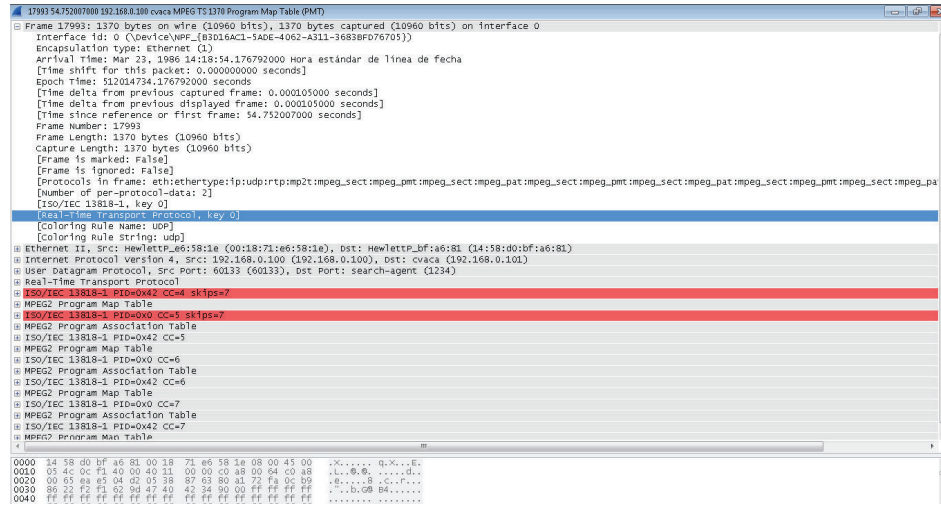 17993 54.752007000 192.168.0.100 cvaca MPEG TS 1370 Program Map Table (PMT)
Frame 17993: 1370 bytes on wire (10960 bits), 1370 bytes captured (10960 bits) on interface 0
Interface id: 0 (\Device\NPF_{B3D16AC1-5ADE-4062-A311-3683BFD76705})
Encapsulation type: Ethernet (1)
Arrival Time: Mar 23, 1986 14:18:54.176792000 Hora estándar de línea de fecha
[Time shift for this packet: 0.000000000 seconds]
Epoch Time: 512014734.176792000 seconds
[Time delta from previous captured frame: 0.000105000 seconds]
[Time delta from previous displayed frame: 0.000105000 seconds]
[Time since reference or first frame: 54.752007000 seconds]
Frame Number: 17993
Frame Length: 1370 bytes (10960 bits)
Capture Length: 1370 bytes (10960 bits)
[Frame is marked: False]
[Frame is ignored: False]
[Protocols in frame: eth:ethertype:ip:udp:rtp:mp2t:mpeg_sect:mpeg_pmt:mpeg_sect:mpeg_pat:mpeg_sect:mpeg_pmt:mpeg_sect:mpeg_pat:mpeg_sect:mpeg_pmt:mpeg_sect:mpeg_pa
[Number of per-protocol-data: 2]
[ISO/IEC 13818-1, key 0]
[Real-Time Transport Protocol, key 0]
[Coloring Rule Name: UDP]
[Coloring Rule String: udp]
Ethernet II, Src: HewlettP_e6:58:1e (00:18:71:e6:58:1e), Dst: HewlettP_bf:a6:81 (14:58:d0:bf:a6:81)
Internet Protocol Version 4, Src: 192.168.0.100 (192.168.0.100), Dst: cvaca (192.168.0.101)
User Datagram Protocol, Src Port: 60133 (60133), Dst Port: search-agent (1234)
Real-Time Transport Protocol
ISO/IEC 13818-1 PID=0x42 CC=4 skips=7
MPEG2 Program Map Table
ISO/IEC 13818-1 PID=0x0 CC=5 skips=7
MPEG2 Program Association Table
ISO/IEC 13818-1 PID=0x42 CC=5
MPEG2 Program Map Table
ISO/IEC 13818-1 PID=0x0 CC=6
MPEG2 Program Association Table
ISO/IEC 13818-1 PID=0x42 CC=6
MPEG2 Program Map Table
ISO/IEC 13818-1 PID=0x0 CC=7
MPEG2 Program Association Table
ISO/IEC 13818-1 PID=0x42 CC=7
MPEG2 Program Map Table
0000 14 58 d0 bf a6 81 00 18 71 e6 58 1e 08 00 45 00 .X...... q.X...E.
0010 05 4c 0c f1 40 00 40 11 00 00 c0 a8 00 64 c0 a8 .L..@.@. .....d..
0020 00 65 ea e5 04 d2 05 38 87 63 80 a1 72 fa 0c b9 .e.....8 .c..r...
0030 86 22 f2 f1 62 9d 47 40 42 34 90 00 ff ff ff ff ."..b.G@ B4......
0040 ff ff ff ff ff ff ff ff ff ff ff ff ff ff ff ff ........ ........